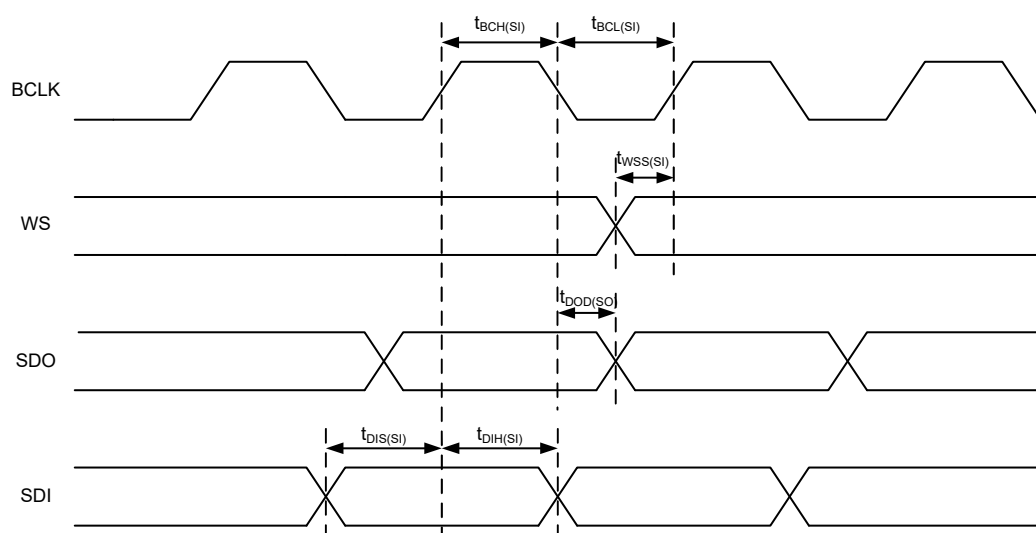 tBCH(SI) tBCL(SI)
BCLK
tWSS(SI)
WS
tDOD(SO)
SDO
tDIS(SI) tDIH(SI)
SDI